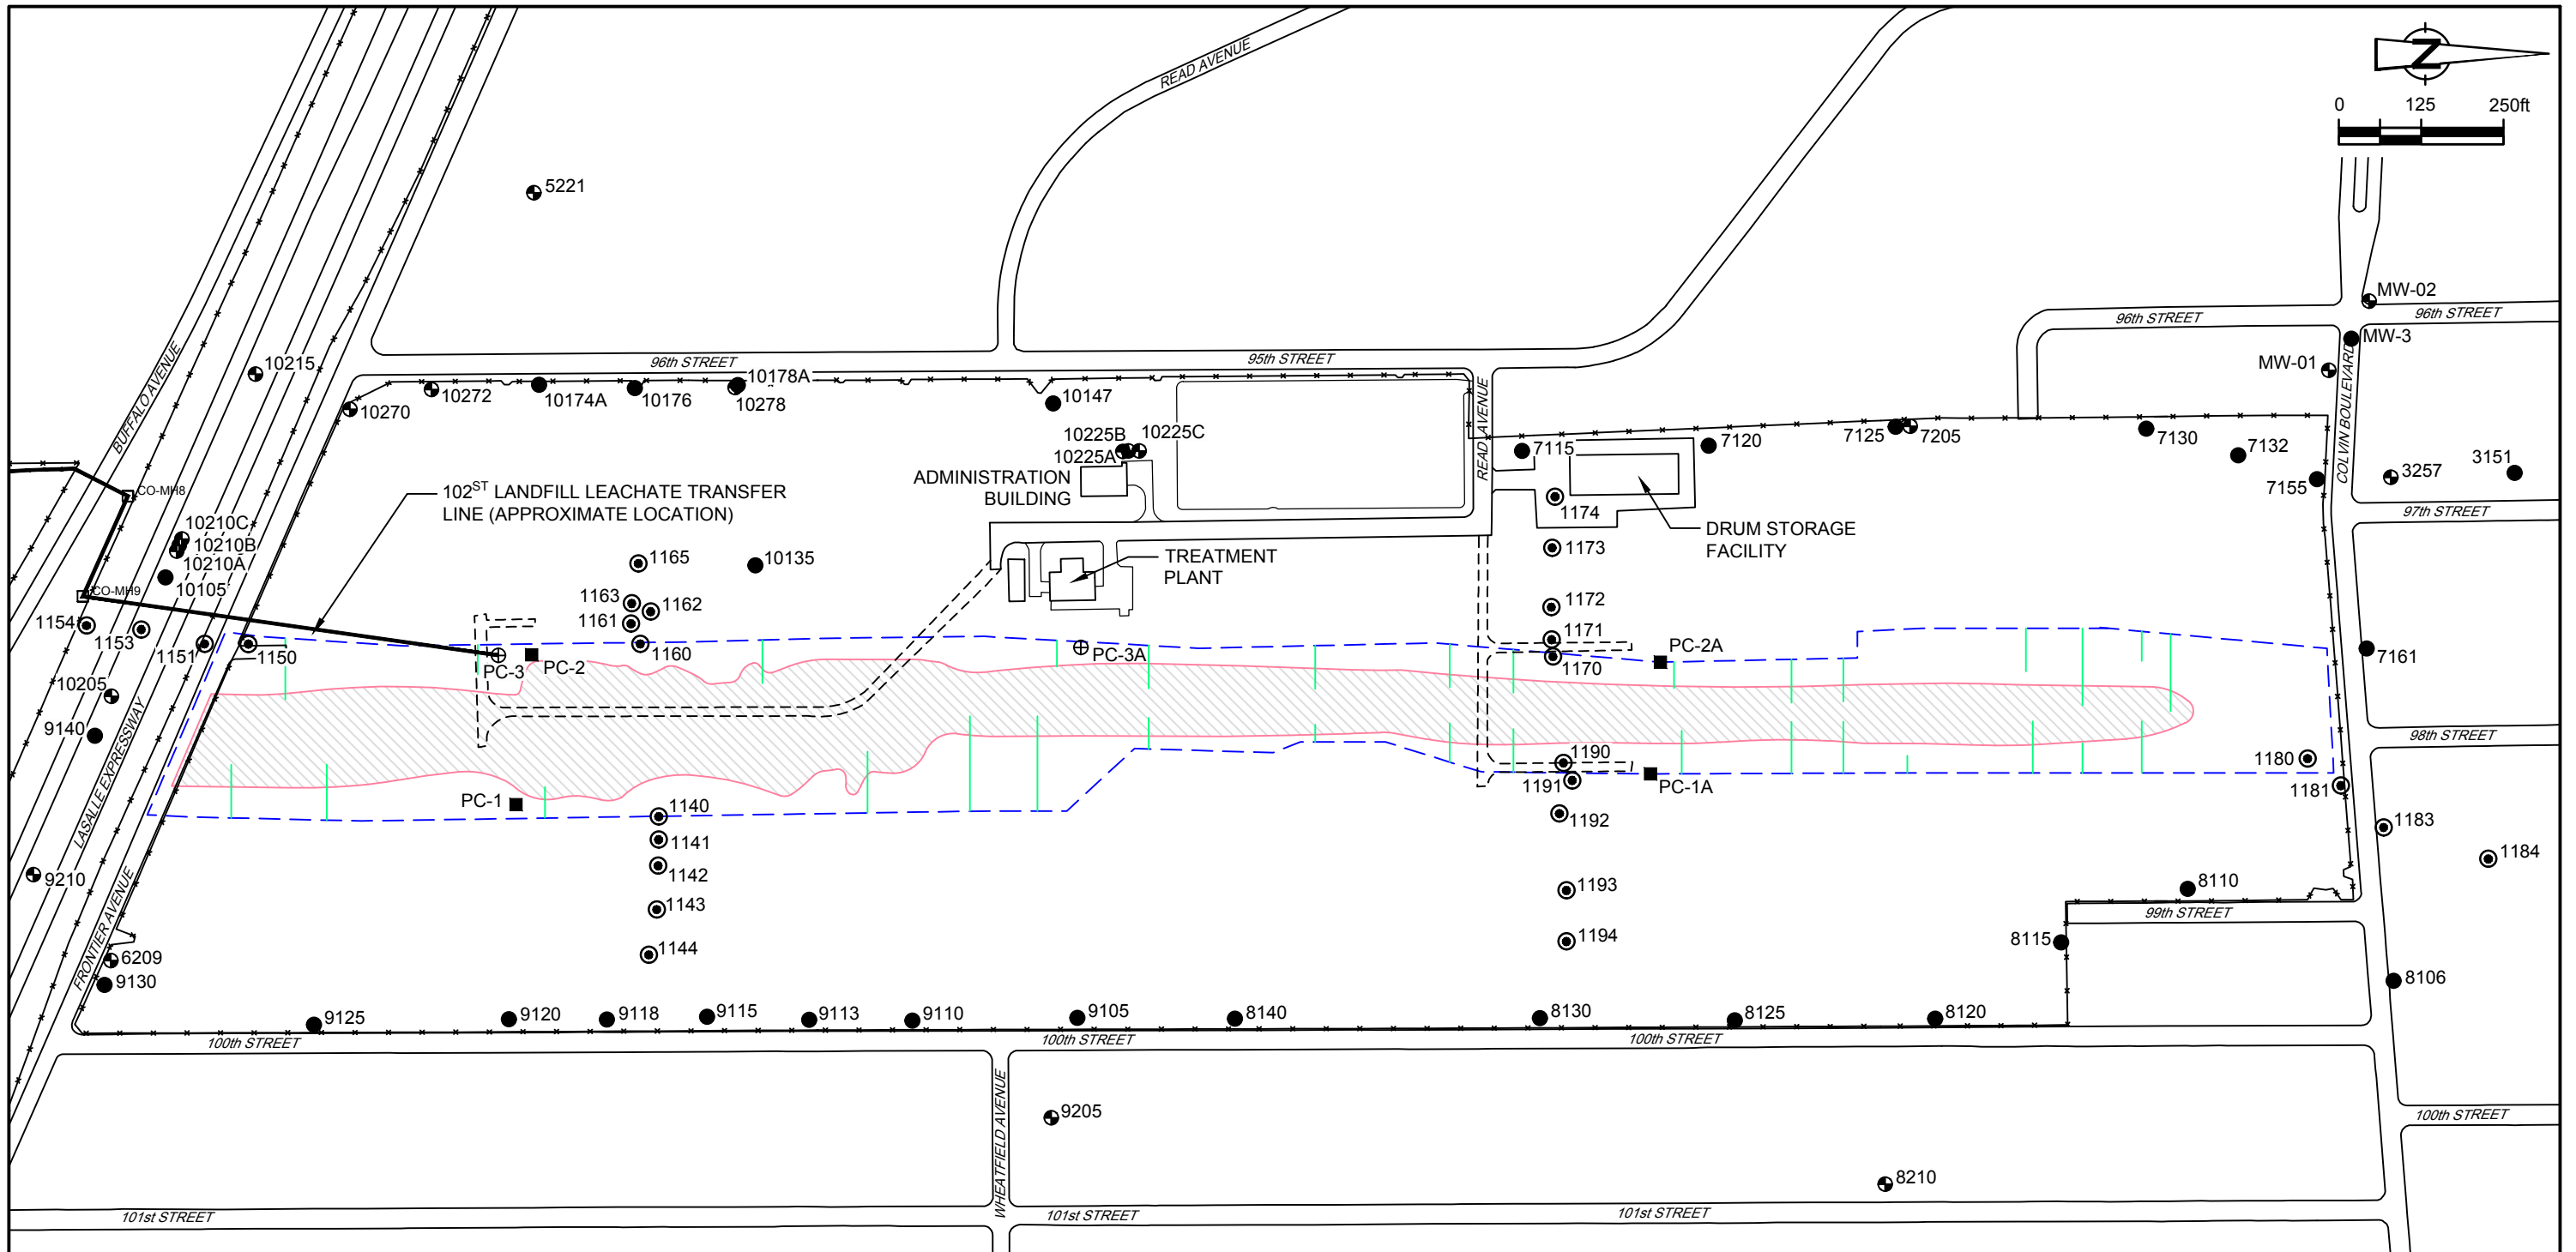 READ AVENUE
N
0 125 250ft
5221
MW-02
96th STREET
96th STREET
MW-3
MW-01
BUFFALO AVENUE
10215
96th STREET
95th STREET
10178A
10270
10272
10174A
10176
10278
10147
READ AVENUE
COLVIN BOULEVARD
10225B
10225C
10225A
7115
7120
7125
7205
7130
7132
7155
3257
3151
ADMINISTRATION
BUILDING
CO-MH8
102ST LANDFILL LEACHATE TRANSFER
LINE (APPROXIMATE LOCATION)
1174
97th STREET
10210C
10210B
10210A
10105
DRUM STORAGE
FACILITY
1173
TREATMENT
PLANT
1165
10135
CO-MH9
1163
1162
1161
1172
1154
1153
1151
1150
1160
1171
1170
PC-3
PC-2
PC-3A
PC-2A
7161
10205
9140
LASALLE EXPRESSWAY
98th STREET
1190
1180
1191
PC-1A
1181
PC-1
1140
1192
1183
1141
1184
1142
9210
FRONTIER AVENUE
1193
8110
1143
99th STREET
1194
8115
1144
6209
9130
8106
9125
9120
9118
9115
9113
9110
9105
8140
8130
8125
8120
100th STREET
100th STREET
100th STREET
WHEATFIELD AVENUE
9205
100th STREET
8210
101st STREET
101st STREET
101st STREET